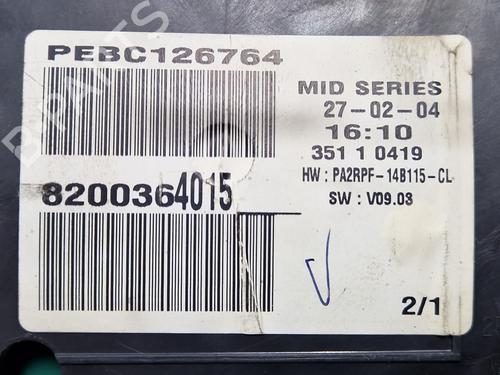 PEBC126764
MID SERIES
27-02-04
16:10
351 1 0419
HW : PA2RPF-14B115-CL
SW : V09.03
8200364015
2/1
B-PARTS